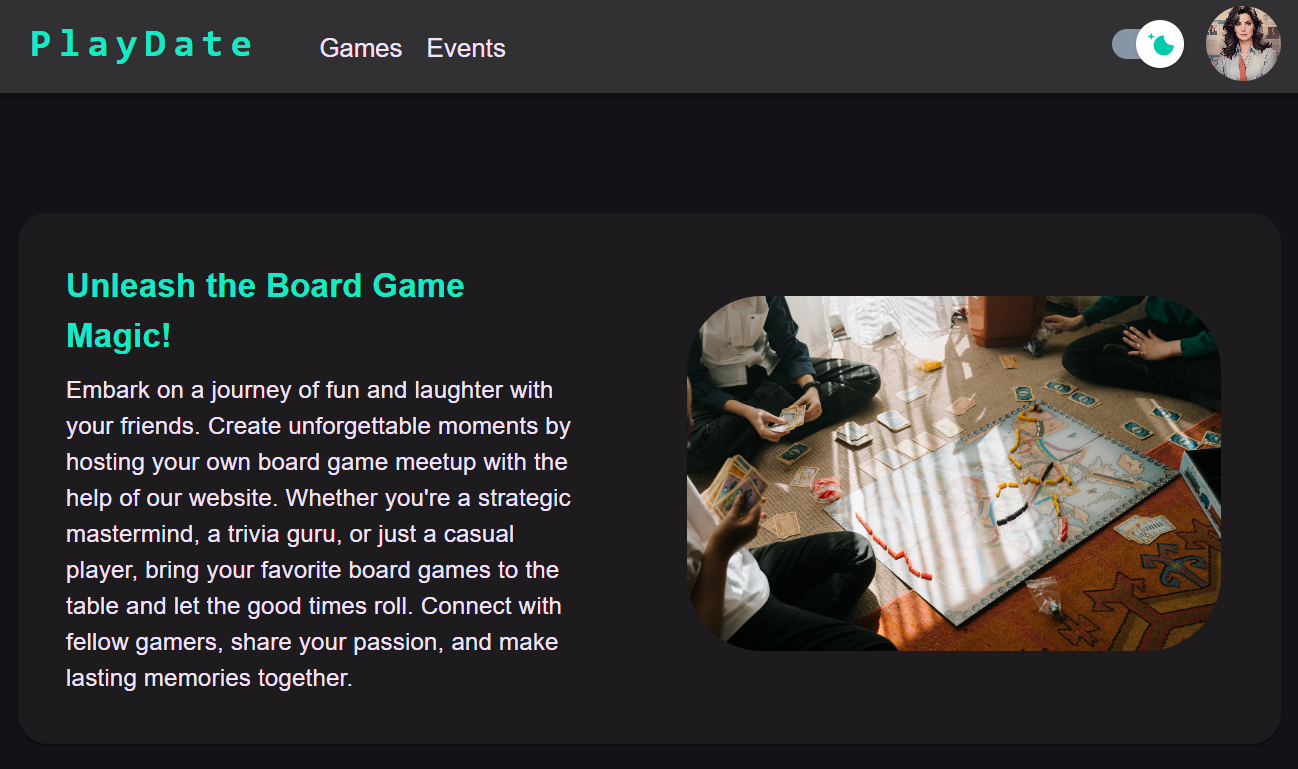 PlayDate
Games Events
Unleash the Board Game
Magic!
Embark on a journey of fun and laughter with
your friends. Create unforgettable moments by
hosting your own board game meetup with the
help of our website. Whether you're a strategic
mastermind, a trivia guru, or just a casual
player, bring your favorite board games to the
table and let the good times roll. Connect with
fellow gamers, share your passion, and make
lasting memories together.